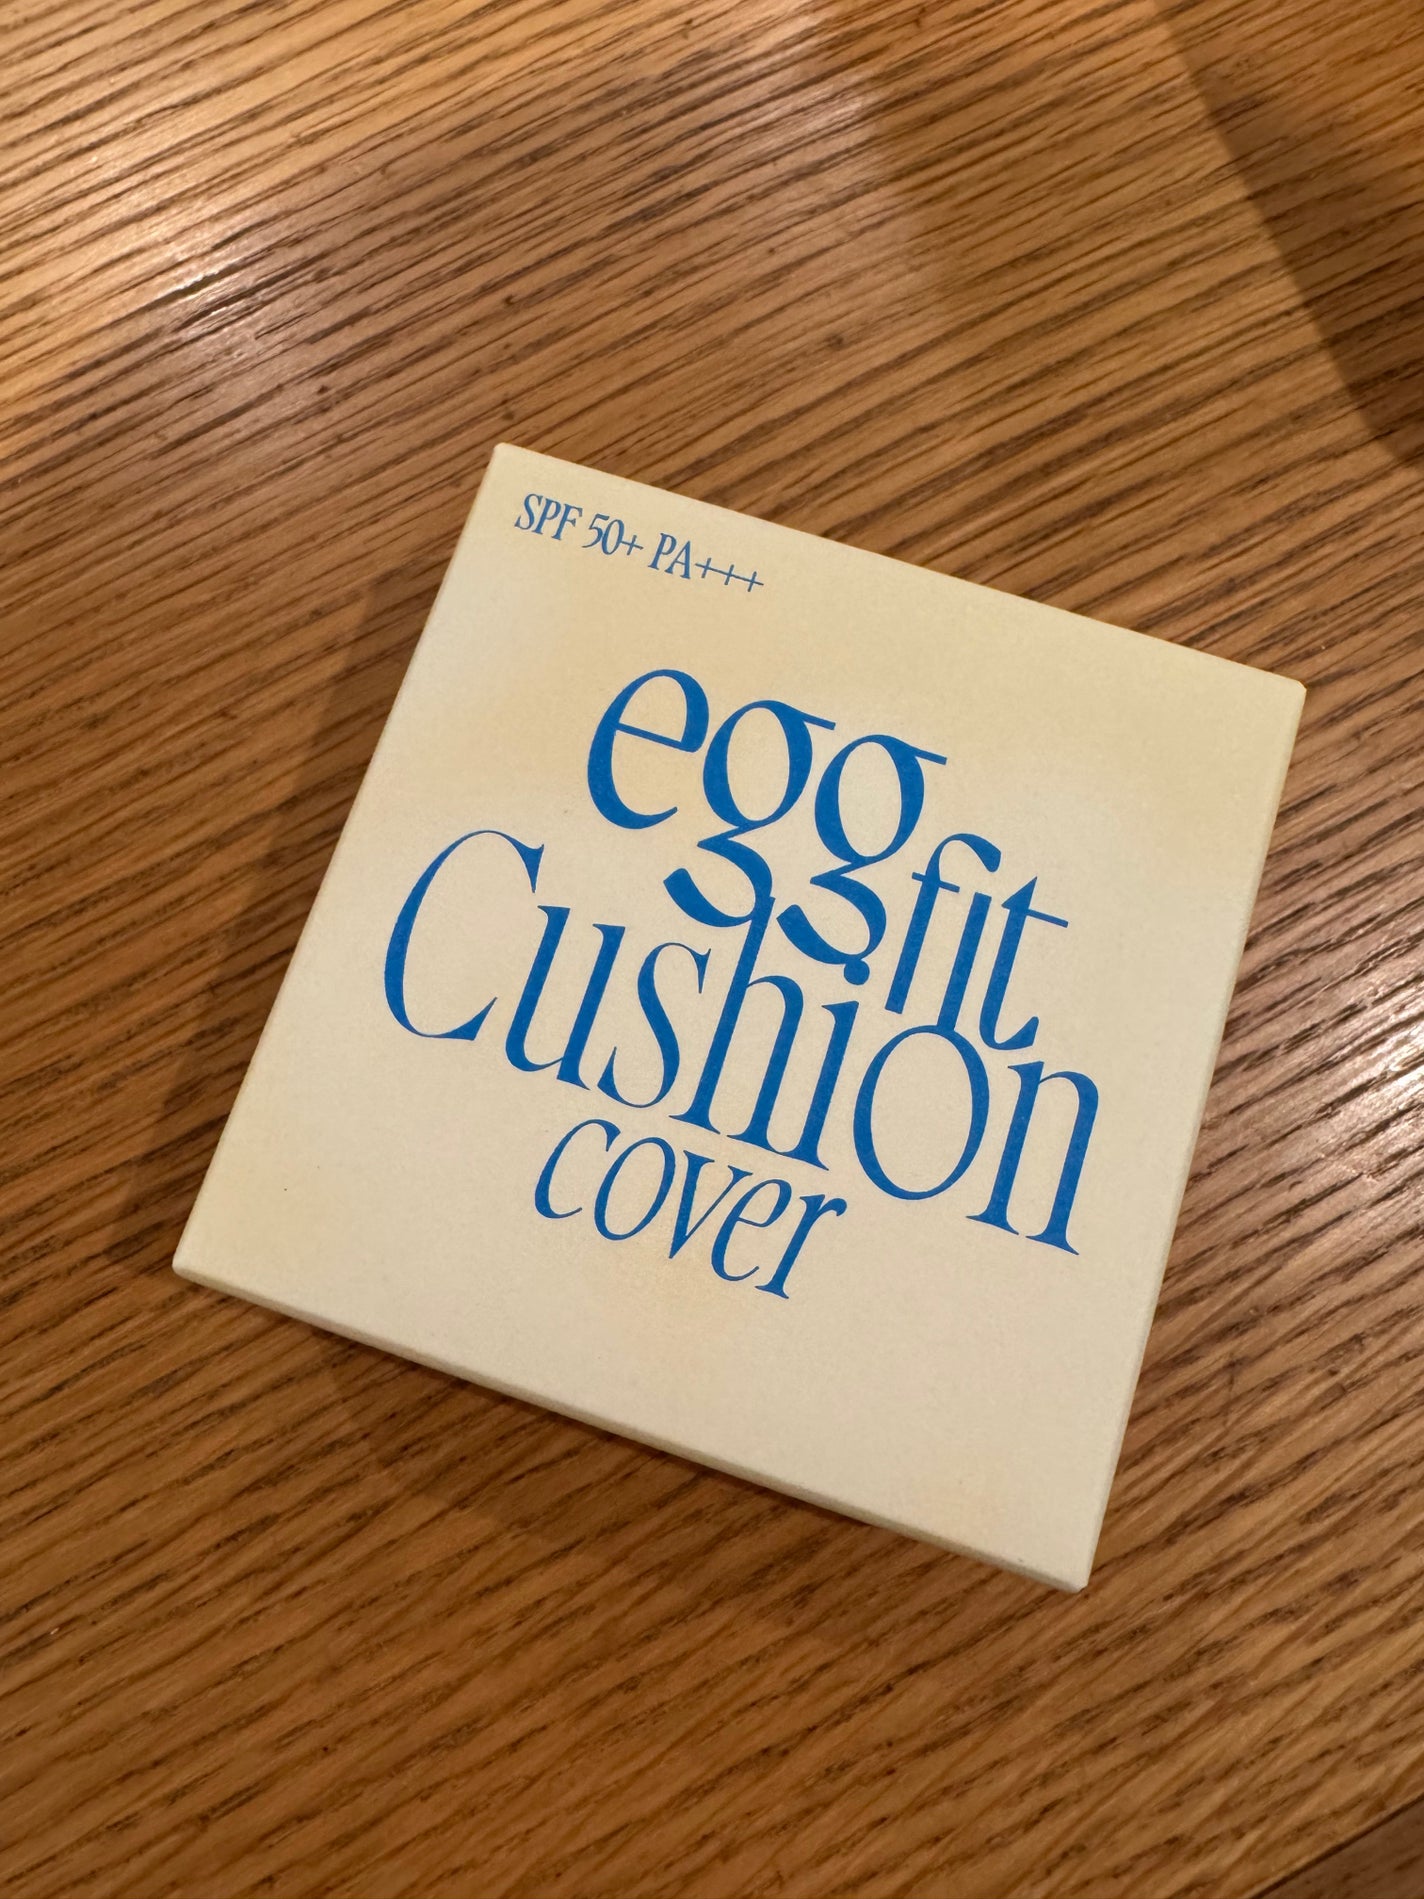 SPF 50+ PA+++
egg fit
Cushion
cover